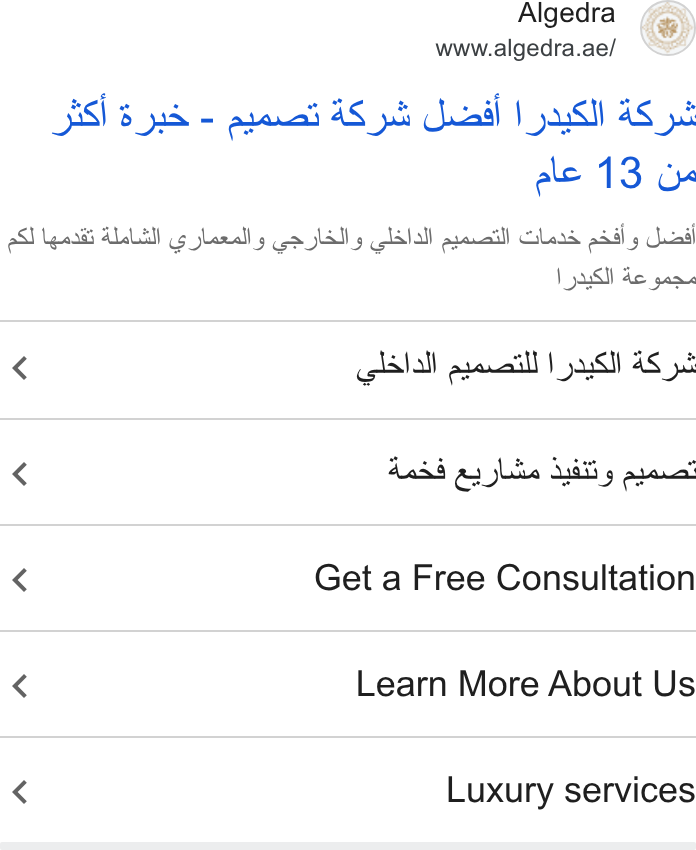 Algedra
www.algedra.ae/
شركة الكيدرا أفضل شركة تصميم - خبرة أكثر
من 13 عام
أفضل وأفخم خدمات التصميم الداخلي والخارجي والمعماري الشاملة تقدمها لكم
مجموعة الكيدرا
شركة الكيدرا للتصميم الداخلي
تصميم وتنفيذ مشاريع فخمة
Get a Free Consultation
Learn More About Us
Luxury services